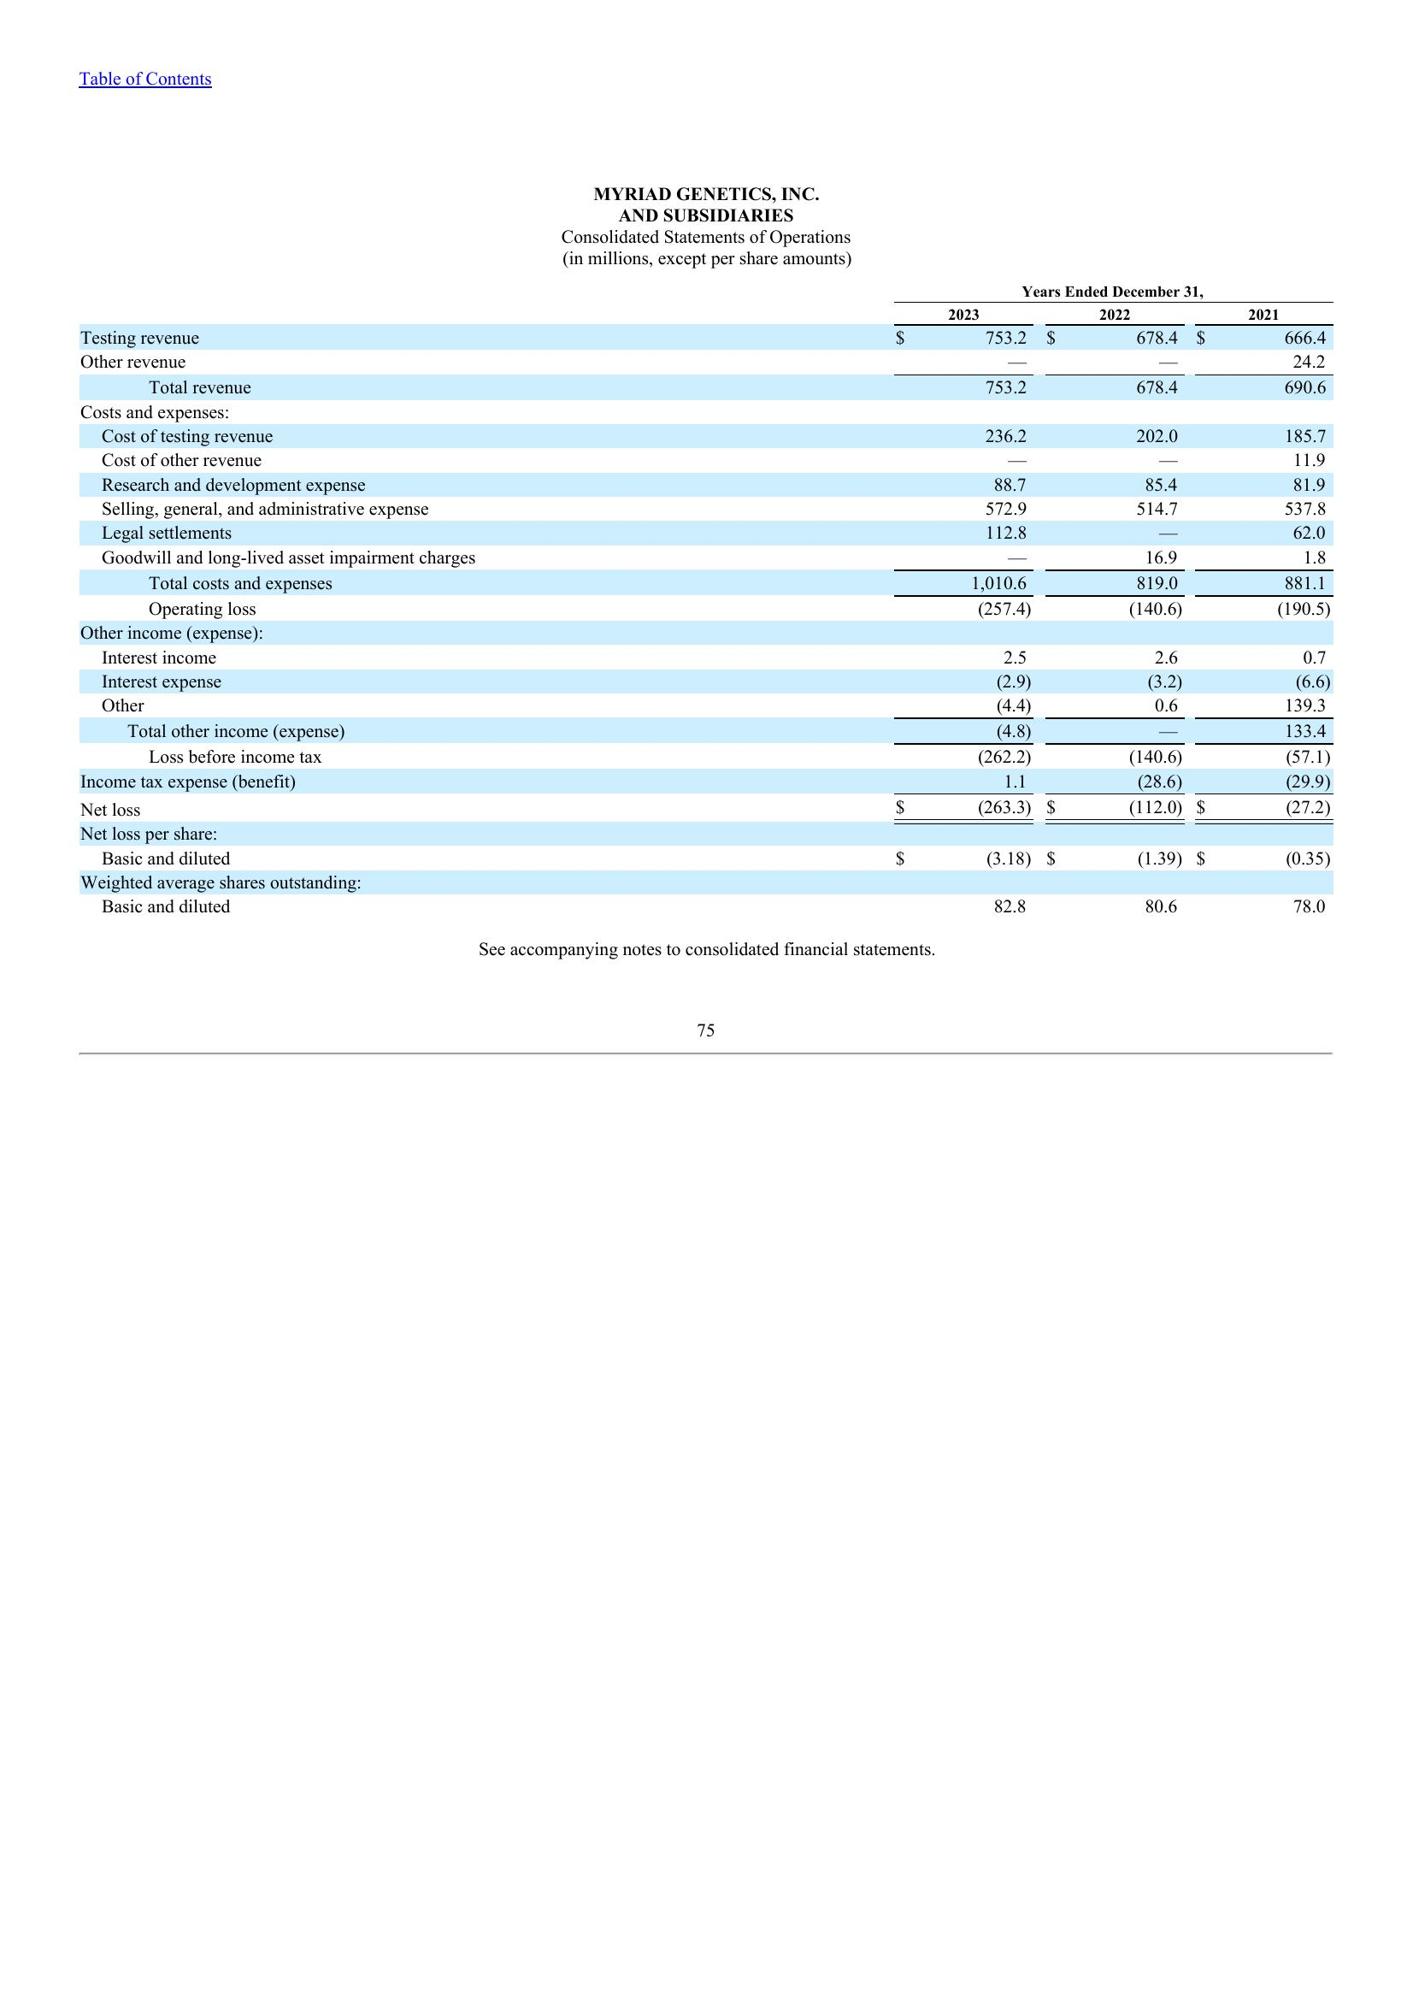 Table of Contents
MYRIAD GENETICS, INC.
AND SUBSIDIARIES
Consolidated Statements of Operations
(in millions, except per share amounts)
Years Ended December 31,
2023 2022 2021
Testing revenue $ 753.2 $ 678.4 $ 666.4
Other revenue — — 24.2
Total revenue 753.2 678.4 690.6
Costs and expenses:
Cost of testing revenue 236.2 202.0 185.7
Cost of other revenue — — 11.9
Research and development expense 88.7 85.4 81.9
Selling, general, and administrative expense 572.9 514.7 537.8
Legal settlements 112.8 — 62.0
Goodwill and long-lived asset impairment charges — 16.9 1.8
Total costs and expenses 1,010.6 819.0 881.1
Operating loss (257.4) (140.6) (190.5)
Other income (expense):
Interest income 2.5 2.6 0.7
Interest expense (2.9) (3.2) (6.6)
Other (4.4) 0.6 139.3
Total other income (expense) (4.8) — 133.4
Loss before income tax (262.2) (140.6) (57.1)
Income tax expense (benefit) 1.1 (28.6) (29.9)
Net loss $ (263.3) $ (112.0) $ (27.2)
Net loss per share:
Basic and diluted $ (3.18) $ (1.39) $ (0.35)
Weighted average shares outstanding:
Basic and diluted 82.8 80.6 78.0
See accompanying notes to consolidated financial statements.
75